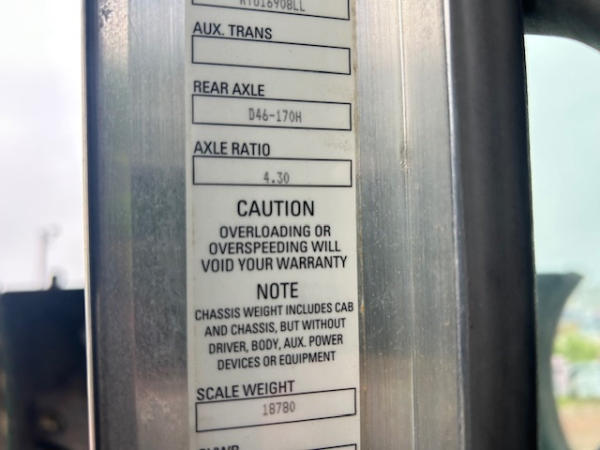 RTO16908LL
AUX. TRANS
REAR AXLE
D46-170H
AXLE RATIO
4.30
CAUTION
OVERLOADING OR
OVERSPEEDING WILL
VOID YOUR WARRANTY
NOTE
CHASSIS WEIGHT INCLUDES CAB
AND CHASSIS, BUT WITHOUT
DRIVER, BODY, AUX. POWER
DEVICES OR EQUIPMENT
SCALE WEIGHT
18780